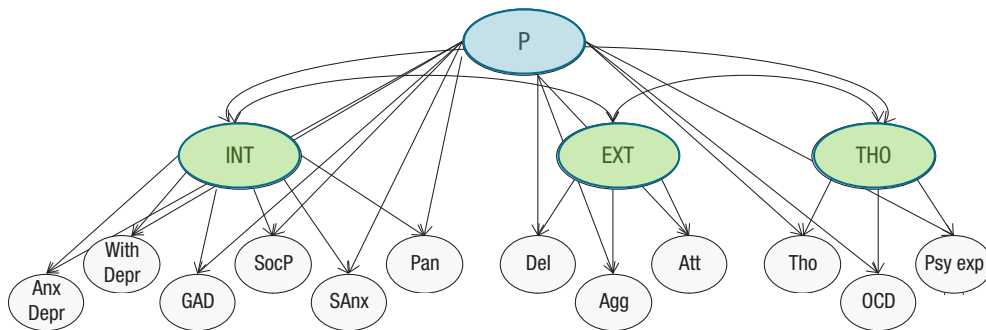 P
INT
EXT
THO
With
Depr
SocP
Pan
Del
Att
Tho
Psy exp
Anx
Depr
GAD
SAnx
Agg
OCD